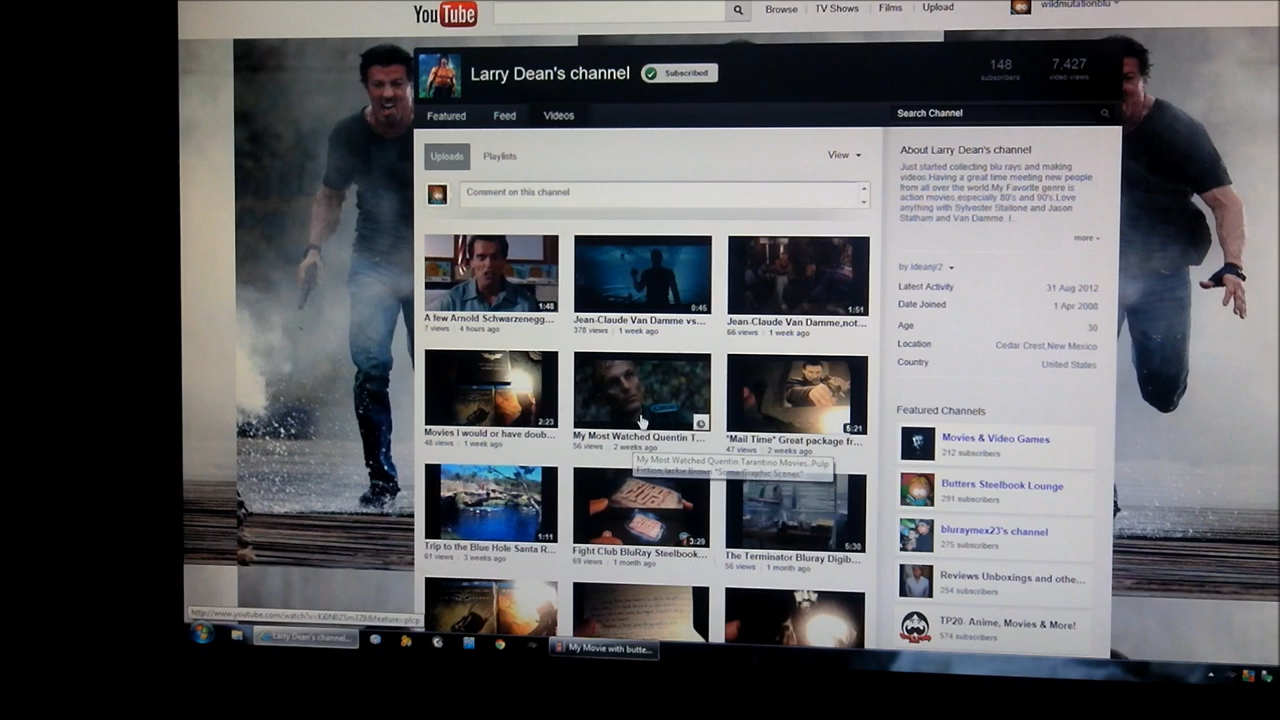 YouTube
Browse | TV Shows | Films | Upload
wildmutationblu
Larry Dean's channel
Subscribed
148
subscribers
7,427
video views
Featured
Feed
Videos
Search Channel
Uploads
Playlists
View
Comment on this channel
1:48
A few Arnold Schwarzenegg...
7 views | 4 hours ago
0:45
Jean-Claude Van Damme vs...
378 views | 1 week ago
1:51
Jean-Claude Van Damme,not...
66 views | 1 week ago
2:23
Movies I would or have doub...
48 views | 1 week ago
My Most Watched Quentin T...
56 views | 2 weeks ago
5:21
"Mail Time" Great package fr...
47 views | 2 weeks ago
My Most Watched Quentin Tarantino Movies..Pulp
Fiction,Jackie Brown "Some Graphic Scenes"
1:11
Trip to the Blue Hole Santa R...
61 views | 3 weeks ago
3:29
Fight Club BluRay Steelbook...
69 views | 1 month ago
5:30
The Terminator Bluray Digib...
56 views | 1 month ago
About Larry Dean's channel
Just started collecting blu rays and making
videos.Having a great time meeting new people
from all over the world My Favorite genre is
action movies,especially 80's and 90's.Love
anything with Sylvester Stallone and Jason
Statham and Van Damme..I...
more
by ldeanjr2
Latest Activity
31 Aug 2012
Date Joined
1 Apr 2008
Age
30
Location
Cedar Crest,New Mexico
Country
United States
Featured Channels
Movies & Video Games
212 subscribers
Butters Steelbook Lounge
291 subscribers
bluraymex23's channel
275 subscribers
Reviews Unboxings and othe...
254 subscribers
TP20- Anime, Movies & More!
574 subscribers
Larry Dean's channel...
My Movie with butte...